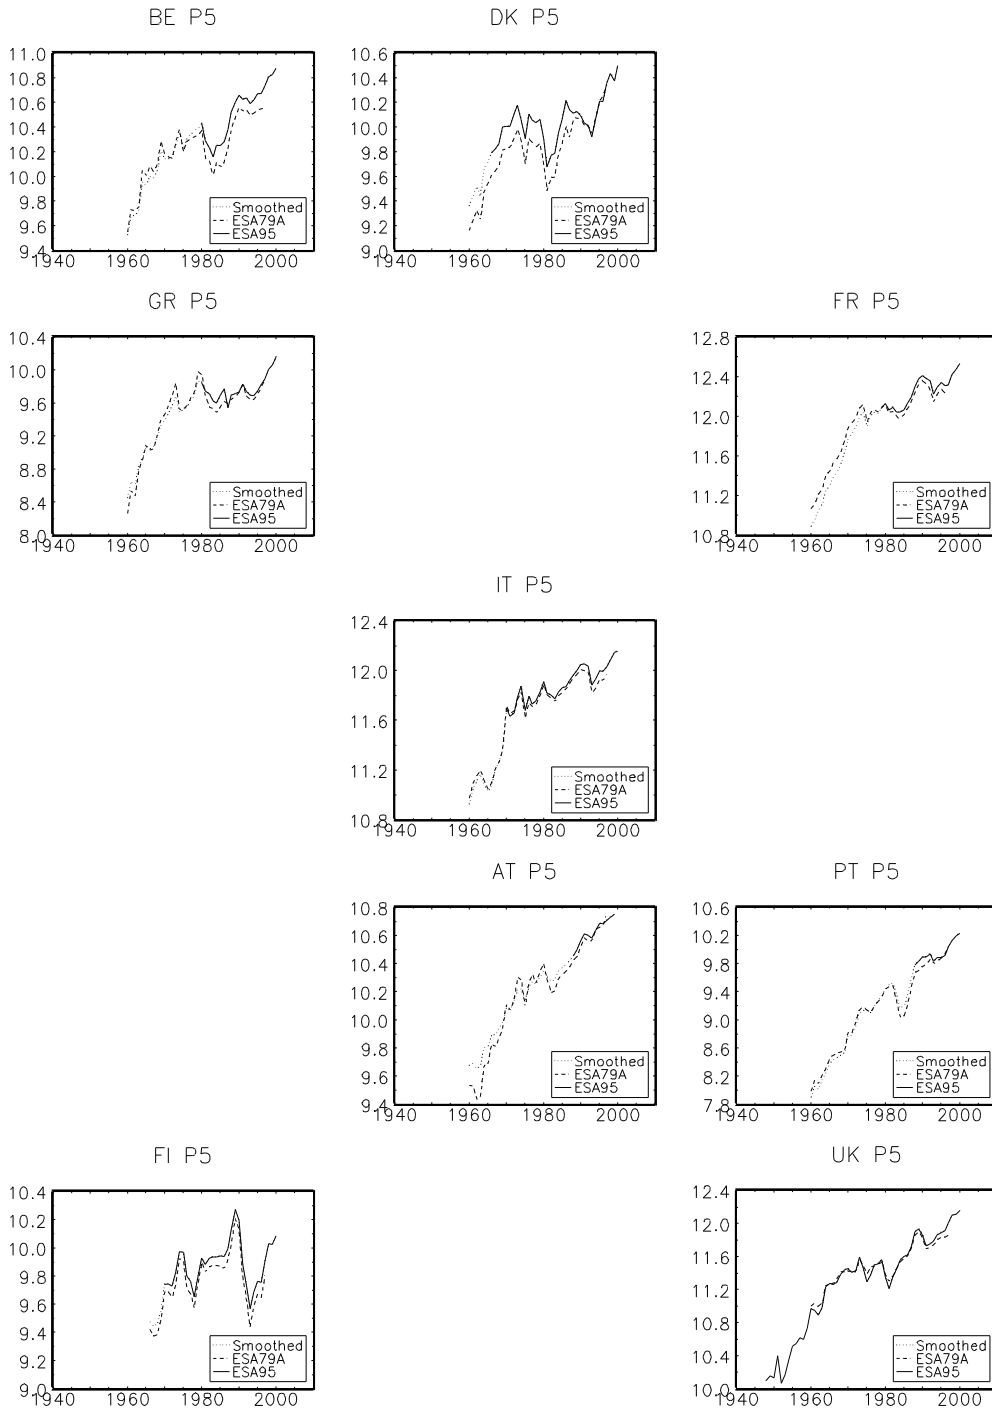 BE P5
11.0
10.8
10.6
10.4
10.2
10.0
9.8
9.6
9.4
1940 1960 1980 2000
Smoothed
ESA79A
ESA95
DK P5
10.6
10.4
10.2
10.0
9.8
9.6
9.4
9.2
9.0
1940 1960 1980 2000
Smoothed
ESA79A
ESA95
GR P5
10.4
10.0
9.6
9.2
8.8
8.4
8.0
1940 1960 1980 2000
Smoothed
ESA79A
ESA95
FR P5
12.8
12.4
12.0
11.6
11.2
10.8
1940 1960 1980 2000
Smoothed
ESA79A
ESA95
IT P5
12.4
12.0
11.6
11.2
10.8
1940 1960 1980 2000
Smoothed
ESA79A
ESA95
AT P5
10.8
10.6
10.4
10.2
10.0
9.8
9.6
9.4
1940 1960 1980 2000
Smoothed
ESA79A
ESA95
PT P5
10.6
10.2
9.8
9.4
9.0
8.6
8.2
7.8
1940 1960 1980 2000
Smoothed
ESA79A
ESA95
FI P5
10.4
10.2
10.0
9.8
9.6
9.4
9.2
9.0
1940 1960 1980 2000
Smoothed
ESA79A
ESA95
UK P5
12.4
12.0
11.6
11.2
10.8
10.4
10.0
1940 1960 1980 2000
Smoothed
ESA79A
ESA95